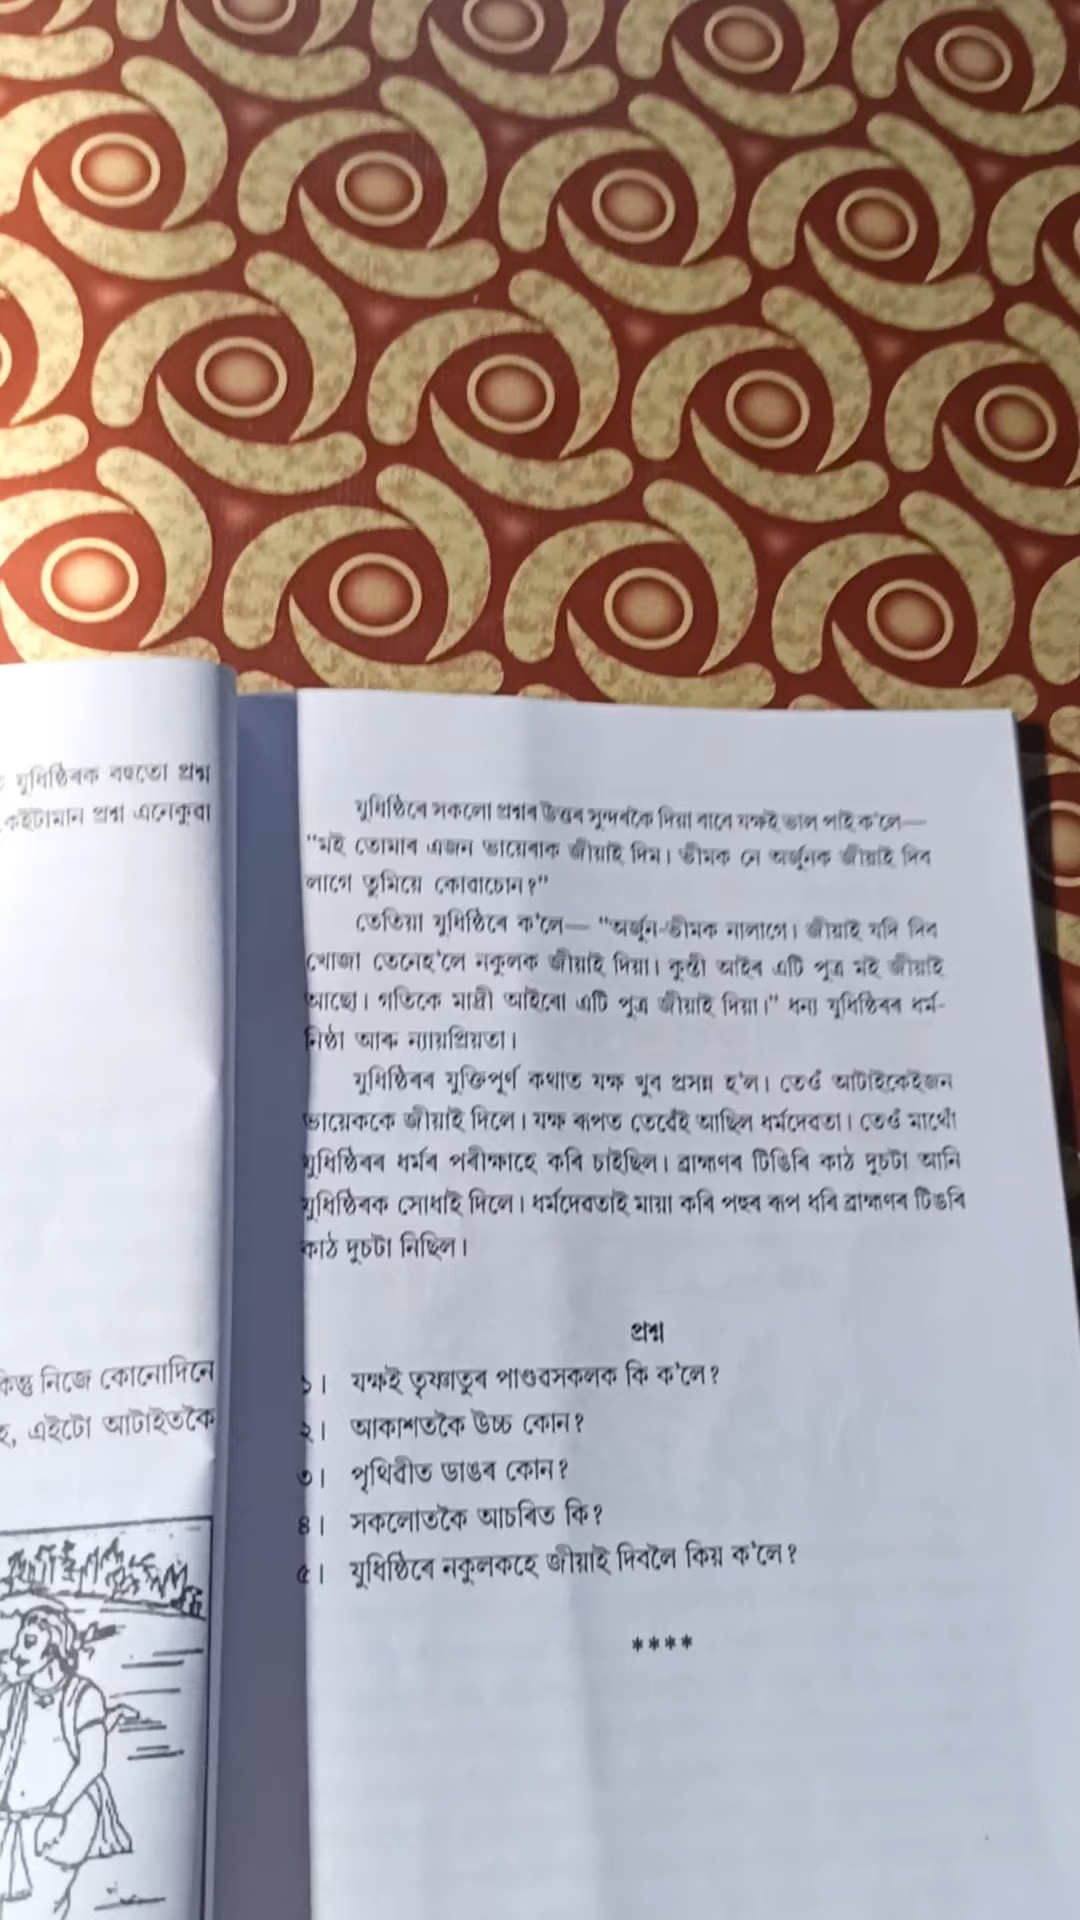 যুধিষ্ঠিৰক বহুতো প্ৰশ্ন
কেইটামান প্ৰশ্ন এনেকুৱা
কিন্তু নিজে কোনোদিনে
এইটো আটাইতকৈ
যুধিষ্ঠিৰে সকলো প্ৰশ্নৰ উত্তৰ সুন্দৰকৈ দিয়া বাবে যক্ষই ভাল পাই ক'লে—
"মই তোমাৰ এজন ভায়েৰাক জীয়াই দিম। ভীমক নে অৰ্জুনক জীয়াই দিব
লাগে তুমিয়ে কোৱাচোন?"
তেতিয়া যুধিষ্ঠিৰে ক'লে— "অৰ্জুন-ভীমক নালাগে। জীয়াই যদি দিব
খোজা তেনেহ'লে নকুলক জীয়াই দিয়া। কুন্তী আইৰ এটি পুত্ৰ মই জীয়াই
আছো। গতিকে মাদ্ৰী আইৰো এটি পুত্ৰ জীয়াই দিয়া।" ধন্য যুধিষ্ঠিৰৰ ধৰ্ম-
নিষ্ঠা আৰু ন্যায়প্ৰিয়তা।
যুধিষ্ঠিৰৰ যুক্তিপূৰ্ণ কথাত যক্ষ খুব প্ৰসন্ন হ'ল। তেওঁ আটাইকেইজন
ভায়েককে জীয়াই দিলে। যক্ষ ৰূপত তেৱেঁই আছিল ধৰ্মদেৱতা। তেওঁ মাথোঁ
যুধিষ্ঠিৰৰ ধৰ্মৰ পৰীক্ষাহে কৰি চাইছিল। ব্ৰাহ্মণৰ টিঙিৰি কাঠ দুচটা আনি
যুধিষ্ঠিৰক সোধাই দিলে। ধৰ্মদেৱতাই মায়া কৰি পহুৰ ৰূপ ধৰি ব্ৰাহ্মণৰ টিঙৰি
কাঠ দুচটা নিছিল।
প্ৰশ্ন
১। যক্ষই তৃষ্ণাতুৰ পাণ্ডৱসকলক কি ক'লে?
২। আকাশতকৈ উচ্চ কোন?
৩। পৃথিৱীত ডাঙৰ কোন?
৪। সকলোতকৈ আচৰিত কি?
৫। যুধিষ্ঠিৰে নকুলকহে জীয়াই দিবলৈ কিয় ক'লে?
****